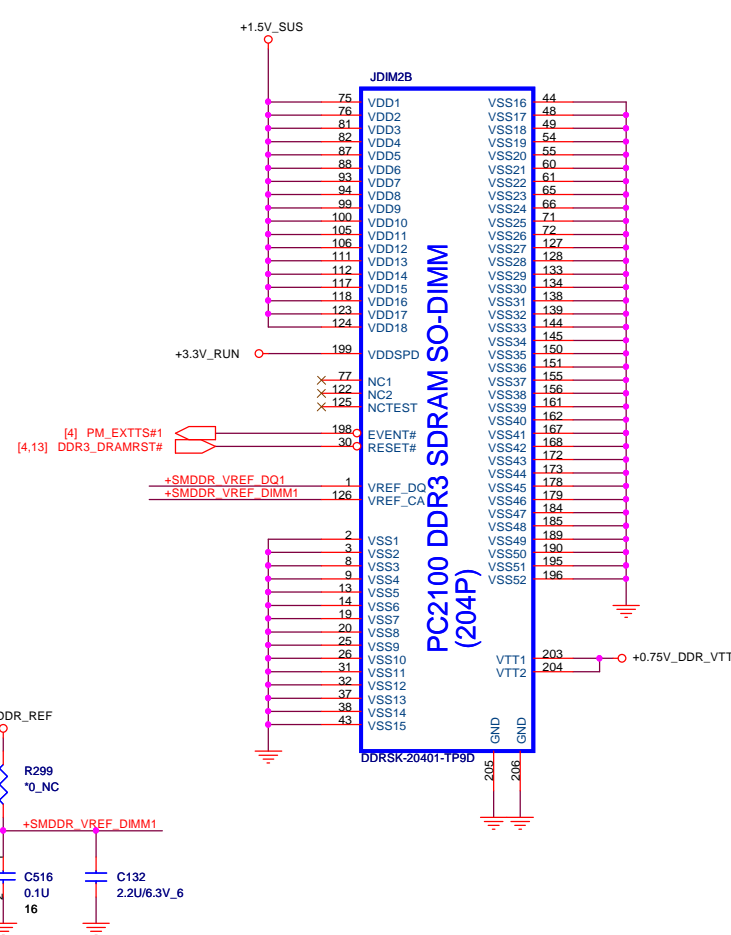 +1.5V_SUS
JDIM2B
75 VDD1 VSS16 44
76 VDD2 VSS17 48
81 VDD3 VSS18 49
82 VDD4 VSS19 54
87 VDD5 VSS20 55
88 VDD6 VSS21 60
93 VDD7 VSS22 61
94 VDD8 VSS23 65
99 VDD9 VSS24 66
100 VDD10 VSS25 71
105 VDD11 VSS26 72
106 VDD12 VSS27 127
111 VDD13 VSS28 128
112 VDD14 VSS29 133
117 VDD15 VSS30 134
118 VDD16 VSS31 138
123 VDD17 VSS32 139
124 VDD18 VSS33 144
VSS34 145
+3.3V_RUN 199 VDDSPD VSS35 150
VSS36 151
77 NC1 VSS37 155
122 NC2 VSS38 156
125 NCTEST VSS39 161
VSS40 162
[4] PM_EXTTS#1 198 EVENT# VSS41 167
[4,13] DDR3_DRAMRST# 30 RESET# VSS42 168
VSS43 172
VSS44 173
+SMDDR_VREF_DQ1 1 VREF_DQ VSS45 178
+SMDDR_VREF_DIMM1 126 VREF_CA VSS46 179
VSS47 184
VSS48 185
2 VSS1 VSS49 189
3 VSS2 VSS50 190
8 VSS3 VSS51 195
9 VSS4 VSS52 196
13 VSS5
14 VSS6
19 VSS7
20 VSS8
25 VSS9
26 VSS10 VTT1 203 +0.75V_DDR_VTT
31 VSS11 VTT2 204
32 VSS12
37 VSS13
38 VSS14
43 VSS15
PC2100 DDR3 SDRAM SO-DIMM
(204P)
GND GND
205 206
DDRSK-20401-TP9D
DDR_REF
R299
*0_NC
+SMDDR_VREF_DIMM1
C516
0.1U
16
C132
2.2U/6.3V_6